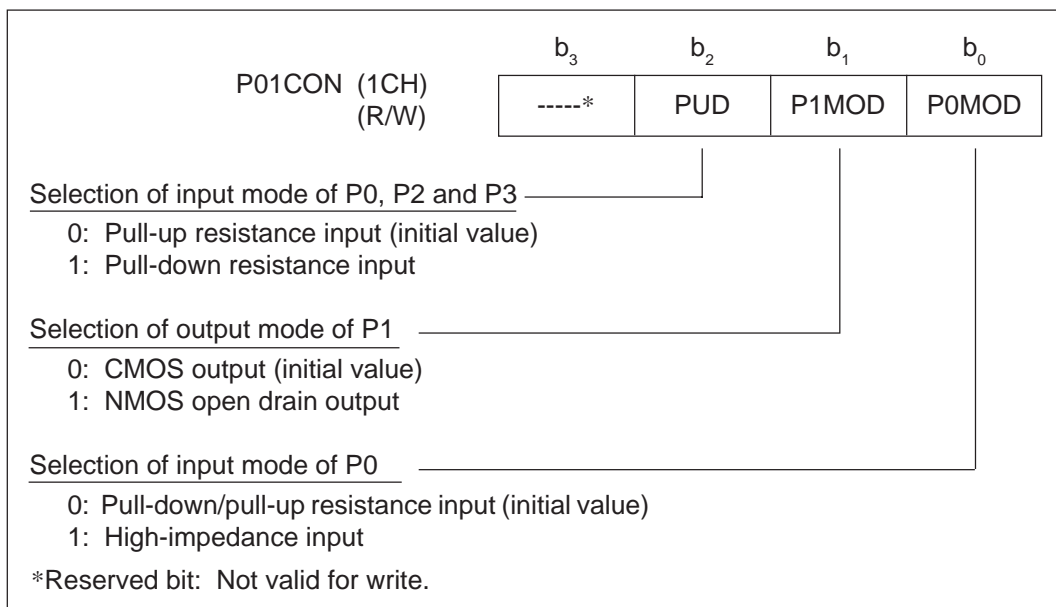 b3 b2 b1 b0
P01CON (1CH)
(R/W)
-----* PUD P1MOD P0MOD
Selection of input mode of P0, P2 and P3
0: Pull-up resistance input (initial value)
1: Pull-down resistance input
Selection of output mode of P1
0: CMOS output (initial value)
1: NMOS open drain output
Selection of input mode of P0
0: Pull-down/pull-up resistance input (initial value)
1: High-impedance input
*Reserved bit: Not valid for write.